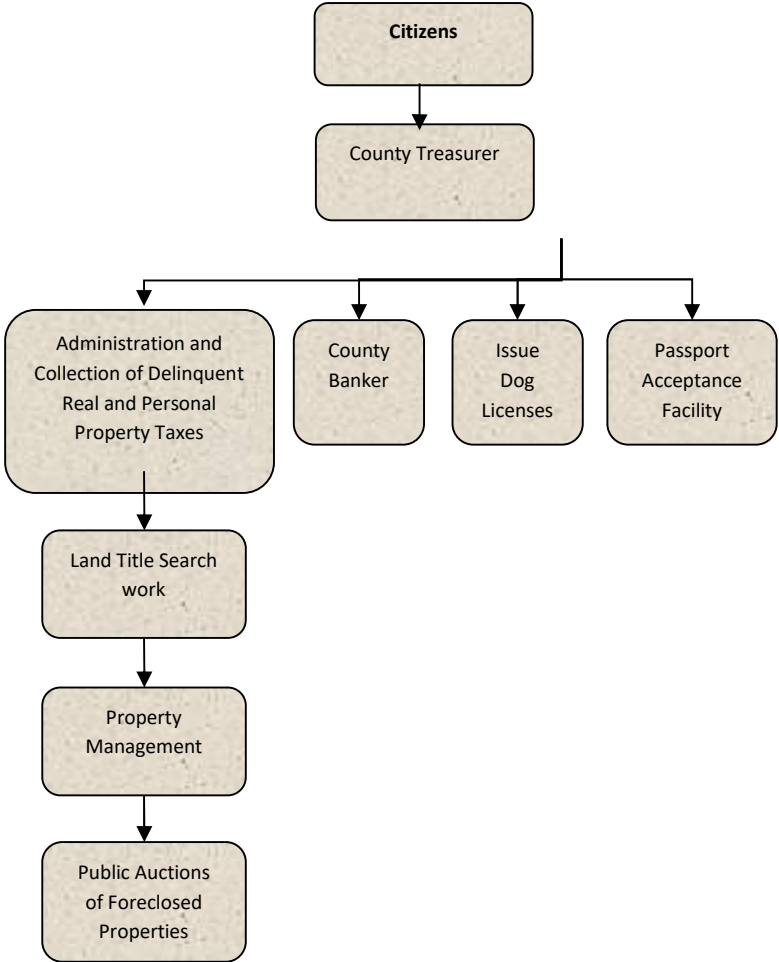 Citizens
County Treasurer
Administration and
Collection of Delinquent
Real and Personal
Property Taxes
County
Banker
Issue
Dog
Licenses
Passport
Acceptance
Facility
Land Title Search
work
Property
Management
Public Auctions
of Foreclosed
Properties